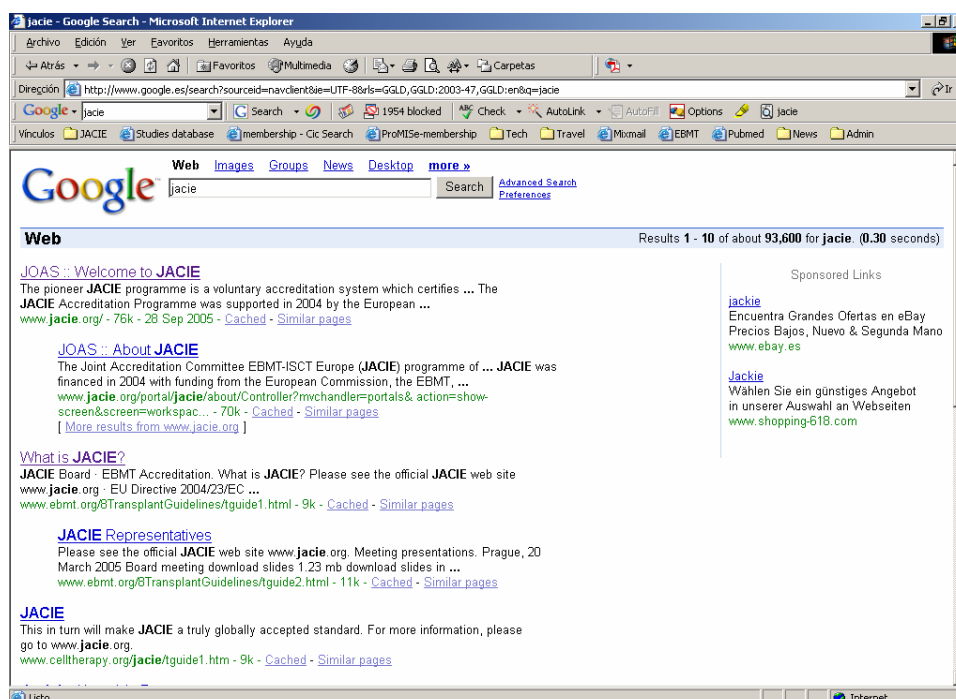 jacie - Google Search - Microsoft Internet Explorer
Archivo Edición Ver Favoritos Herramientas Ayuda
Atrás Favoritos Multimedia Carpetas
Dirección http://www.google.es/search?sourceid=navclient&ie=UTF-8&rls=GGLD,GGLD:2003-47,GGLD:en&q=jacie Ir
Google jacie Search 1954 blocked ABC Check AutoLink AutoFill Options jacie
Vínculos JACIE Studies database membership - Cic Search ProMISe-membership Tech Travel Mixmail EBMT Pubmed News Admin
Web Images Groups News Desktop more »
Google™ jacie Search Advanced Search
Preferences
Web Results 1 - 10 of about 93,600 for jacie. (0.30 seconds)
JOAS :: Welcome to JACIE
The pioneer JACIE programme is a voluntary accreditation system which certifies ... The
JACIE Accreditation Programme was supported in 2004 by the European ...
www.jacie.org/ - 76k - 28 Sep 2005 - Cached - Similar pages
JOAS :: About JACIE
The Joint Accreditation Committee EBMT-ISCT Europe (JACIE) programme of ... JACIE was
financed in 2004 with funding from the European Commission, the EBMT, ...
www.jacie.org/portal/jacie/about/Controller?mvchandler=portals& action=show-
screen&screen=workspac... - 70k - Cached - Similar pages
[ More results from www.jacie.org ]
What is JACIE?
JACIE Board · EBMT Accreditation. What is JACIE? Please see the official JACIE web site
www.jacie.org · EU Directive 2004/23/EC ...
www.ebmt.org/8TransplantGuidelines/tguide1.html - 9k - Cached - Similar pages
JACIE Representatives
Please see the official JACIE web site www.jacie.org. Meeting presentations. Prague, 20
March 2005 Board meeting download slides 1.23 mb download slides in ...
www.ebmt.org/8TransplantGuidelines/tguide2.html - 11k - Cached - Similar pages
JACIE
This in turn will make JACIE a truly globally accepted standard. For more information, please
go to www.jacie.org.
www.celltherapy.org/jacie/tguide1.htm - 9k - Cached - Similar pages
Sponsored Links
jackie
Encuentra Grandes Ofertas en eBay
Precios Bajos, Nuevo & Segunda Mano
www.ebay.es
Jackie
Wählen Sie ein günstiges Angebot
in unserer Auswahl an Webseiten
www.shopping-618.com
Listo Internet